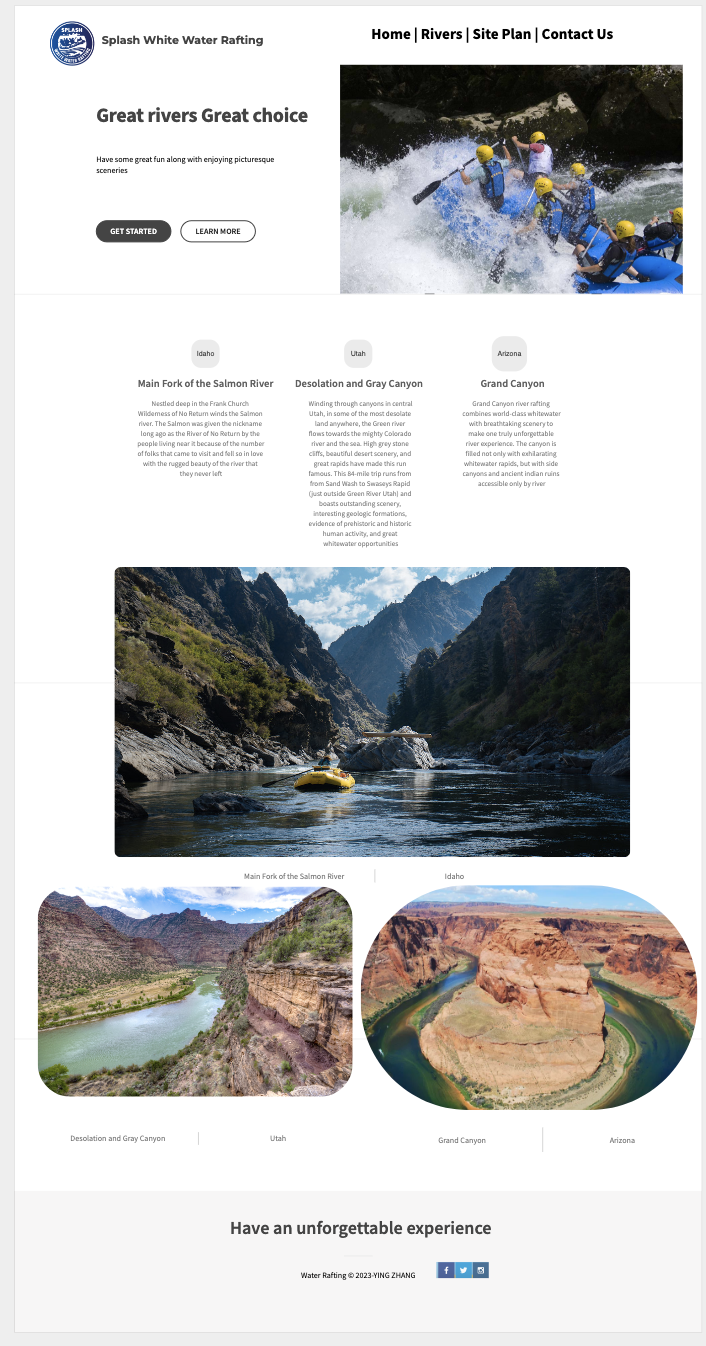 SPLASH
WHITE WATER RAFTING
Splash White Water Rafting
Home | Rivers | Site Plan | Contact Us
Great rivers Great choice
Have some great fun along with enjoying picturesque
sceneries
GET STARTED
LEARN MORE
Idaho
Main Fork of the Salmon River
Nestled deep in the Frank Church
Wilderness of No Return winds the Salmon
river. The Salmon was given the nickname
long ago as the River of No Return by the
people living near it because of the number
of folks that came to visit and fell so in love
with the rugged beauty of the river that
they never left
Utah
Desolation and Gray Canyon
Winding through canyons in central
Utah, in some of the most desolate
land anywhere, the Green river
flows towards the mighty Colorado
river and the sea. High grey stone
cliffs, beautiful desert scenery, and
great rapids have made this run
famous. This 84-mile trip runs from
from Sand Wash to Swaseys Rapid
(just outside Green River Utah) and
boasts outstanding scenery,
interesting geologic formations,
evidence of prehistoric and historic
human activity, and great
whitewater opportunities
Arizona
Grand Canyon
Grand Canyon river rafting
combines world-class whitewater
with breathtaking scenery to
make one truly unforgettable
river experience. The canyon is
filled not only with exhilarating
whitewater rapids, but with side
canyons and ancient indian ruins
accessible only by river
Main Fork of the Salmon River
Idaho
Desolation and Gray Canyon
Utah
Grand Canyon
Arizona
Have an unforgettable experience
Water Rafting © 2023-YING ZHANG